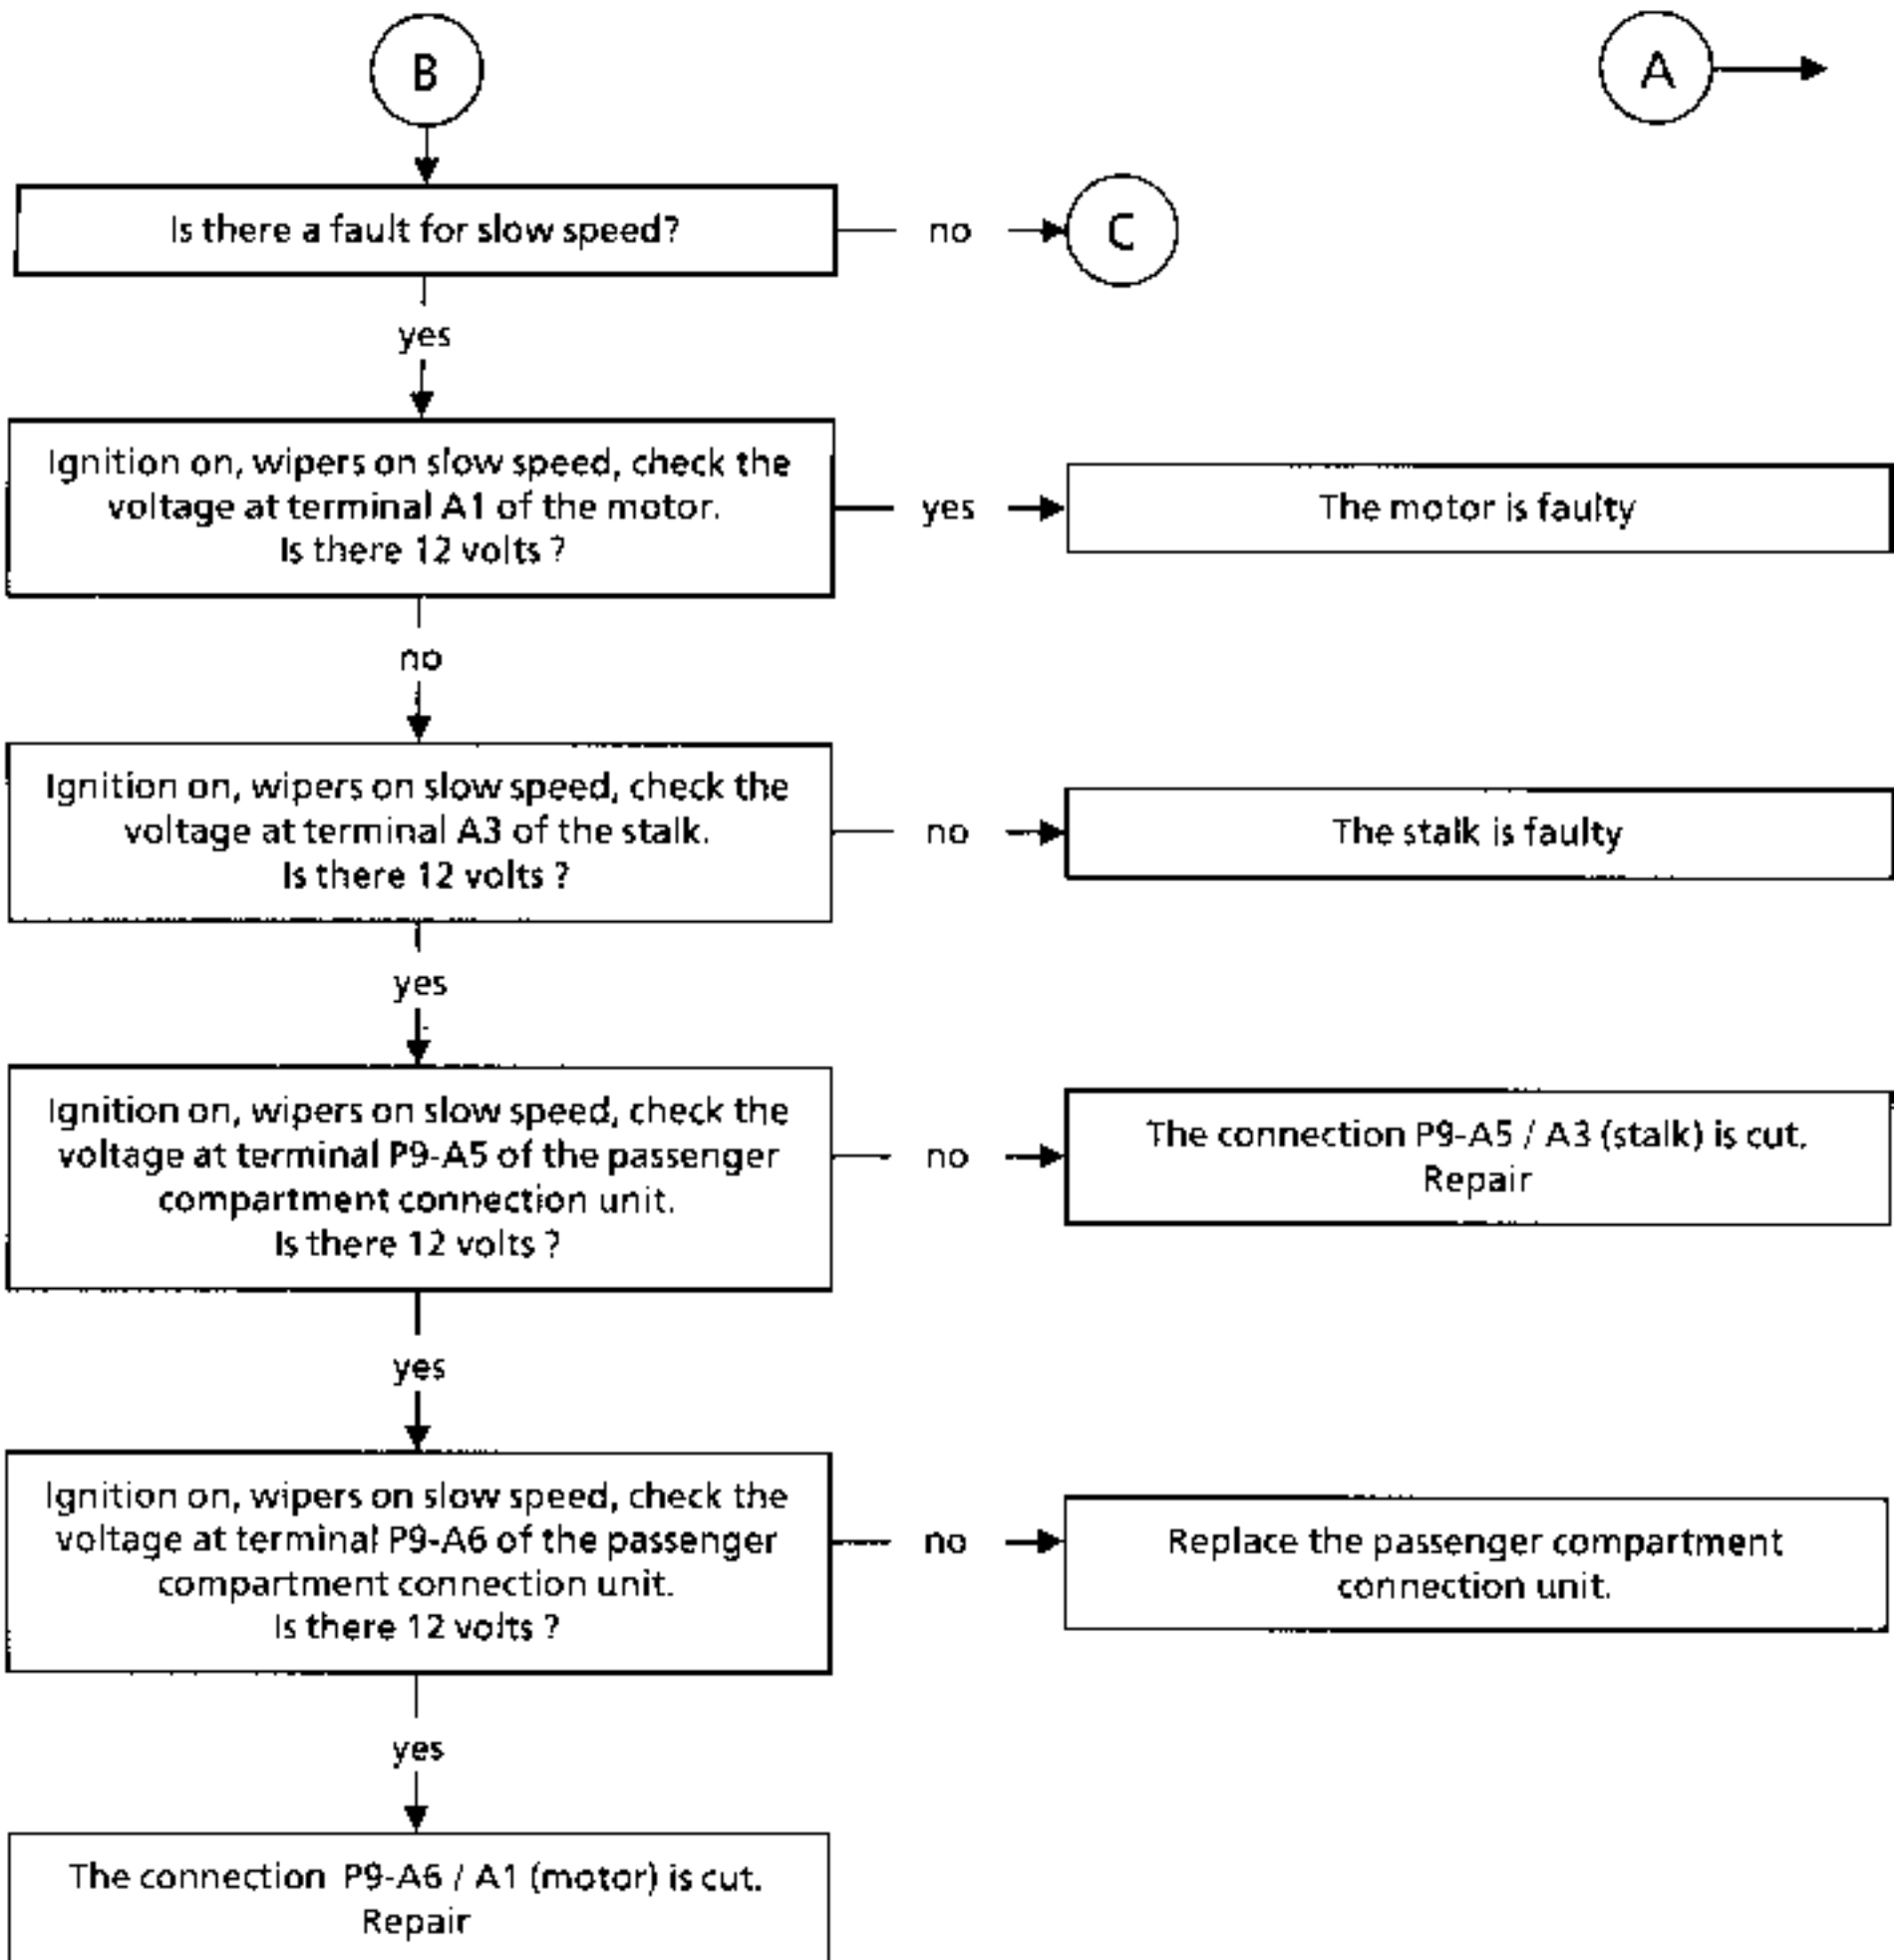 B
A
Is there a fault for slow speed?
no
C
yes
Ignition on, wipers on slow speed, check the
voltage at terminal A1 of the motor.
Is there 12 volts ?
yes
The motor is faulty
no
Ignition on, wipers on slow speed, check the
voltage at terminal A3 of the stalk.
Is there 12 volts ?
no
The stalk is faulty
yes
Ignition on, wipers on slow speed, check the
voltage at terminal P9-A5 of the passenger
compartment connection unit.
Is there 12 volts ?
no
The connection P9-A5 / A3 (stalk) is cut.
Repair
yes
Ignition on, wipers on slow speed, check the
voltage at terminal P9-A6 of the passenger
compartment connection unit.
Is there 12 volts ?
no
Replace the passenger compartment
connection unit.
yes
The connection P9-A6 / A1 (motor) is cut.
Repair